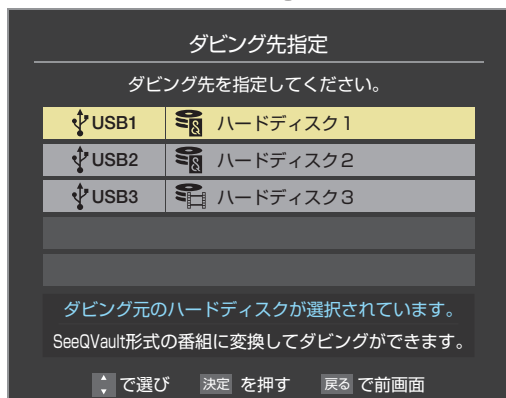 ダビング先指定
ダビング先を指定してください。
USB1 & ハードディスク1
USB2 & ハードディスク2
USB3 ハードディスク3
ダビング元のハードディスクが選択されています。
SeeQVault形式の番組に変換してダビングができます。
で選び 決定 を押す 戻る で前画面